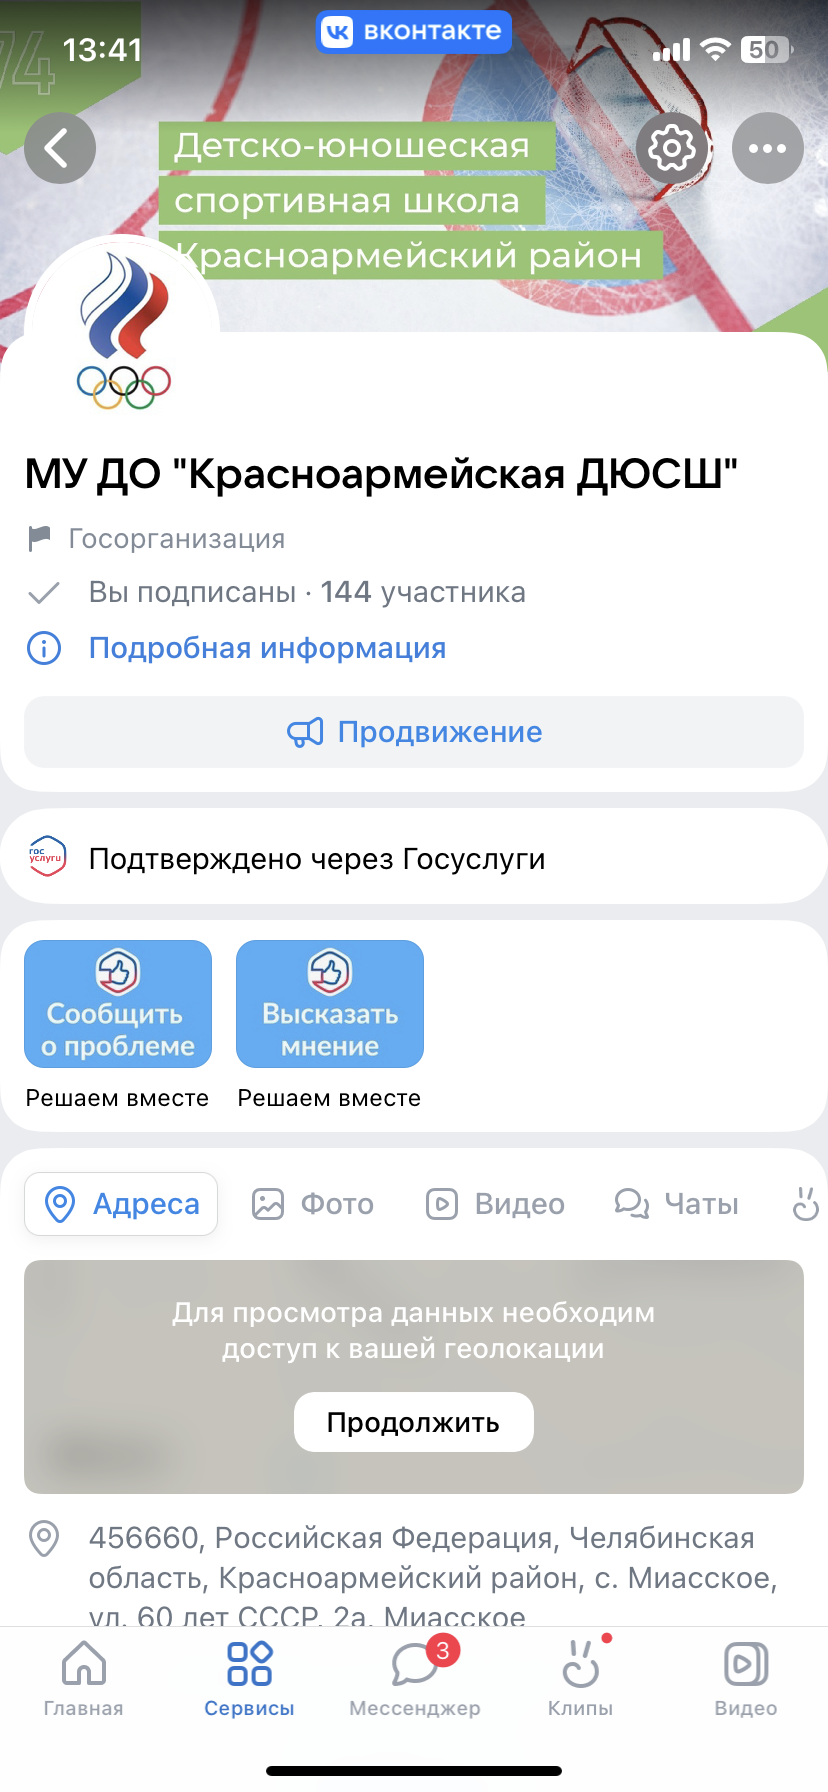 74
13:41
вконтакте
50
Детско-юношеская
спортивная школа
Красноармейский район
МУ ДО "Красноармейская ДЮСШ"
Госорганизация
Вы подписаны · 144 участника
Подробная информация
Продвижение
гос
услуги
Подтверждено через Госуслуги
Сообщить
о проблеме
Высказать
мнение
Решаем вместе
Решаем вместе
Адреса
Фото
Видео
Чаты
Для просмотра данных необходим
доступ к вашей геолокации
Продолжить
456660, Российская Федерация, Челябинская
область, Красноармейский район, с. Миасское,
ул. 60 лет СССР, 2а, Миасское
3
Главная
Сервисы
Мессенджер
Клипы
Видео